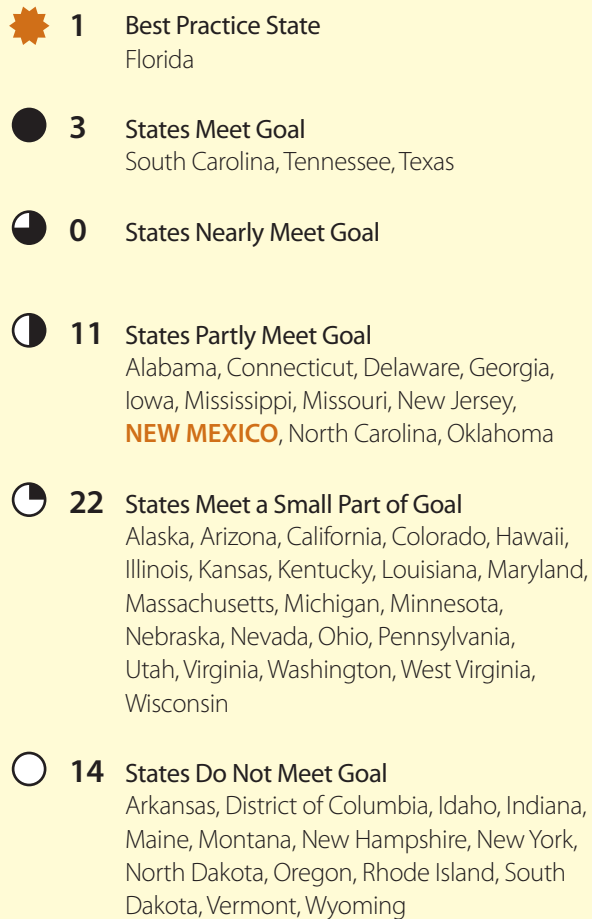 1 Best Practice State
Florida
3 States Meet Goal
South Carolina, Tennessee, Texas
0 States Nearly Meet Goal
11 States Partly Meet Goal
Alabama, Connecticut, Delaware, Georgia,
Iowa, Mississippi, Missouri, New Jersey,
NEW MEXICO, North Carolina, Oklahoma
22 States Meet a Small Part of Goal
Alaska, Arizona, California, Colorado, Hawaii,
Illinois, Kansas, Kentucky, Louisiana, Maryland,
Massachusetts, Michigan, Minnesota,
Nebraska, Nevada, Ohio, Pennsylvania,
Utah, Virginia, Washington, West Virginia,
Wisconsin
14 States Do Not Meet Goal
Arkansas, District of Columbia, Idaho, Indiana,
Maine, Montana, New Hampshire, New York,
North Dakota, Oregon, Rhode Island, South
Dakota, Vermont, Wyoming